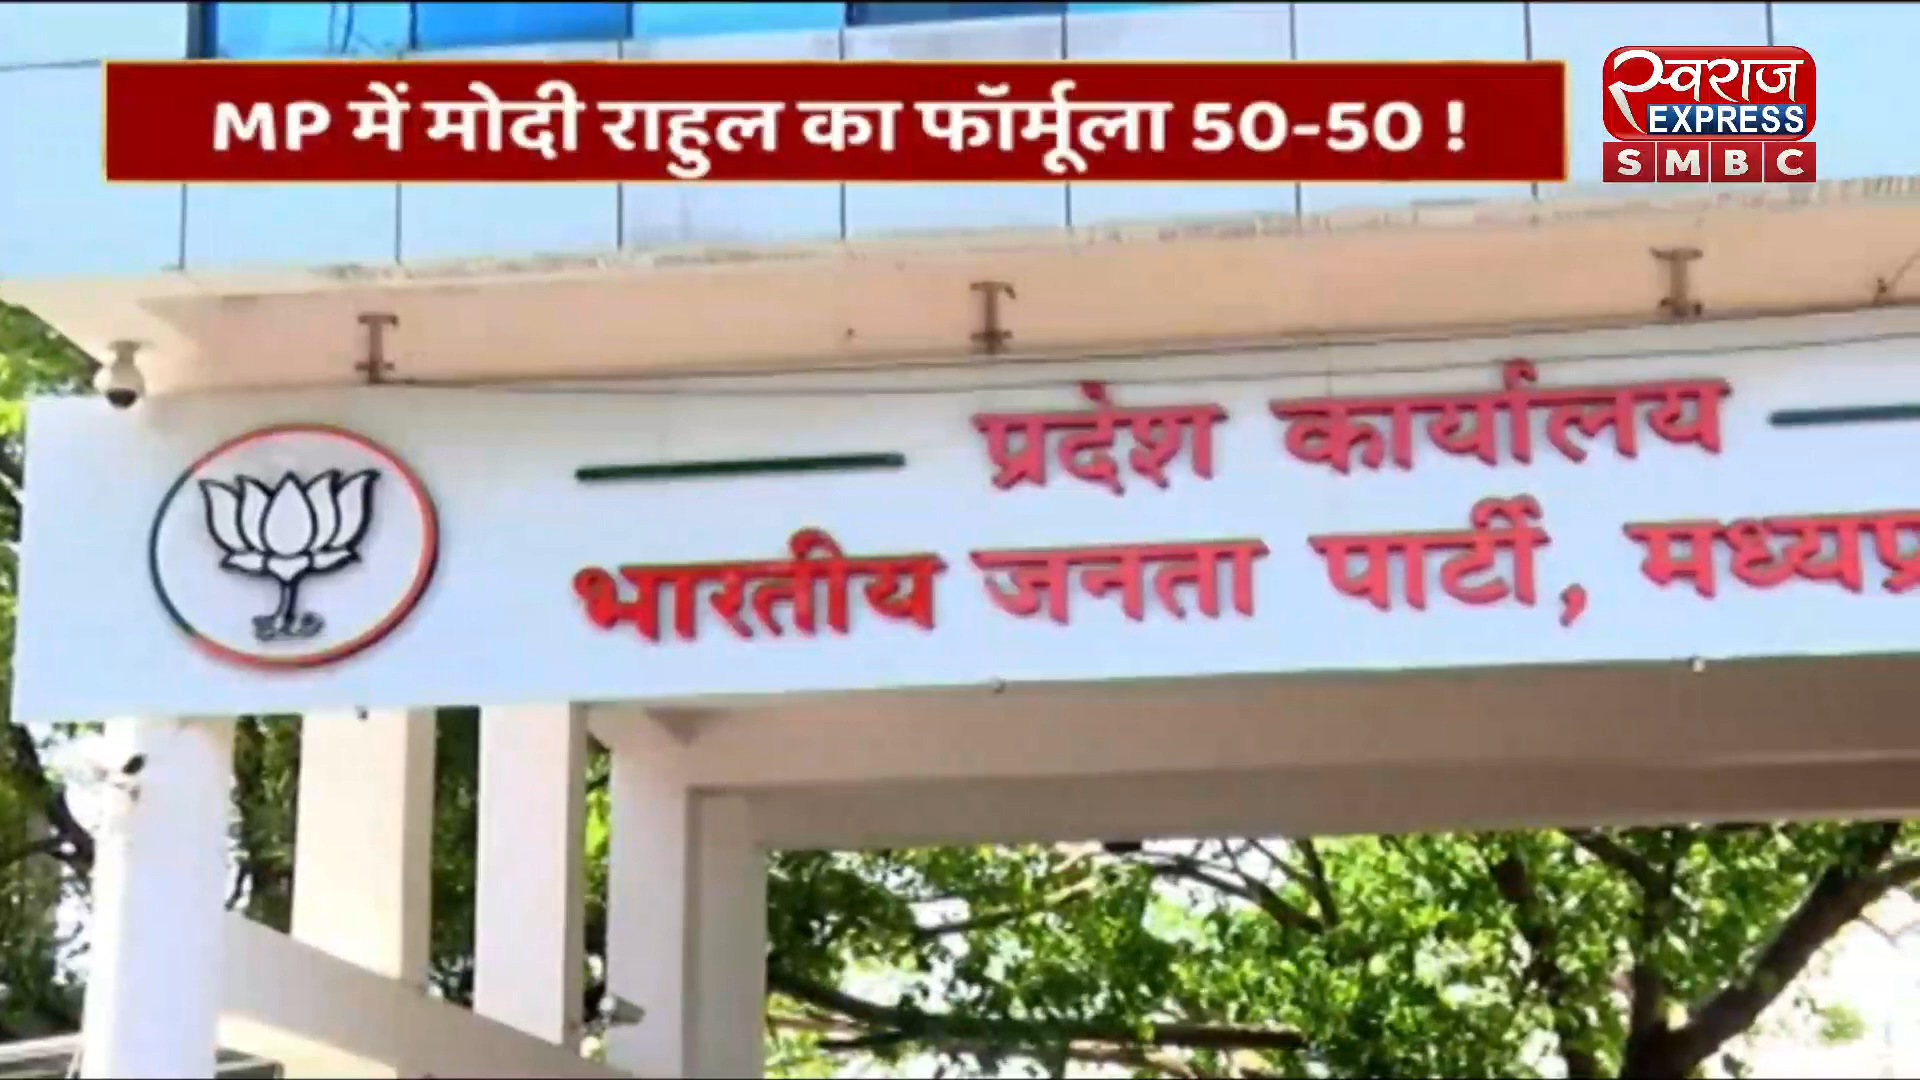 MP में मोदी राहुल का फॉर्मूला 50-50 !
स्वराज
EXPRESS
SMBC
प्रदेश कार्यालय
भारतीय जनता पार्टी,